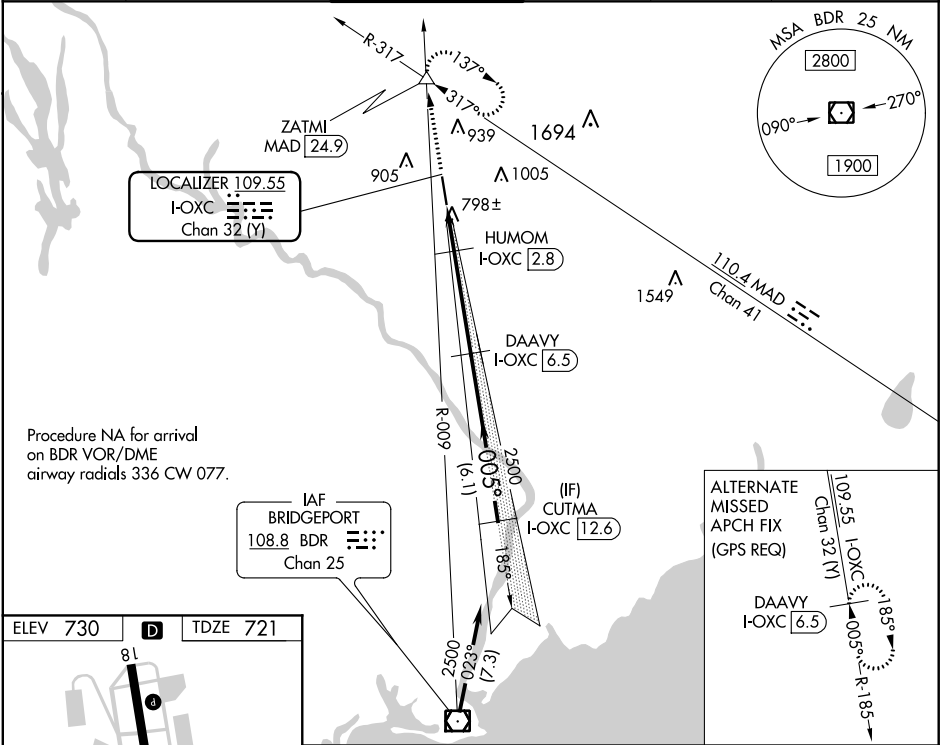 MSA BDR 25 NM
2800
090°
270°
1900
R-317
137°
317°
ZATMI
MAD 24.9
939
1694
905
1005
LOCALIZER 109.55
I-OXC
Chan 32 (Y)
798±
HUMOM
I-OXC 2.8
110.4 MAD
Chan 41
1549
DAAVY
I-OXC 6.5
R-009
Procedure NA for arrival
on BDR VOR/DME
airway radials 336 CW 077.
005°
2500
(6.1)
(IF)
CUTMA
I-OXC 12.6
185°
IAF
BRIDGEPORT
108.8 BDR
Chan 25
2500
023°
(7.3)
ALTERNATE
MISSED
APCH FIX
(GPS REQ)
109.55 I-OXC
Chan 32 (Y)
DAAVY
I-OXC 6.5
185°
005°
R-185
ELEV 730
D
TDZE 721
18
a